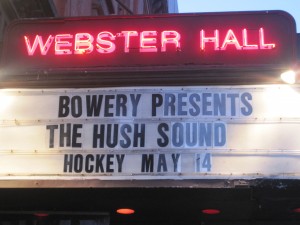 WEBSTER HALL
BOWERY PRESENTS
THE HUSH SOUND
HOCKEY MAY 14